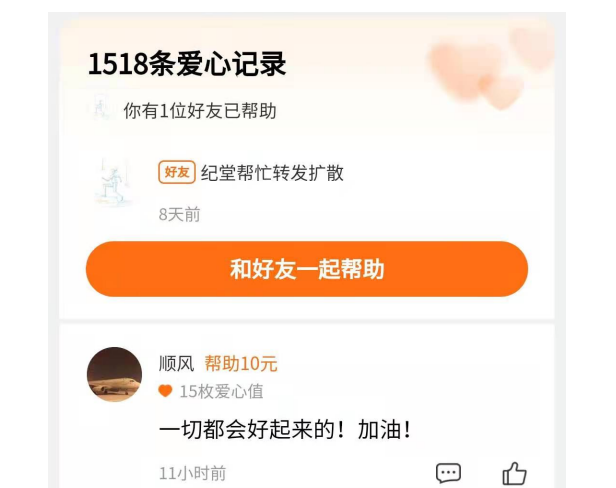 1518条爱心记录
你有1位好友已帮助
好友 纪堂帮忙转发扩散
8天前
和好友一起帮助
顺风 帮助10元
15枚爱心值
一切都会好起来的！加油！
11小时前